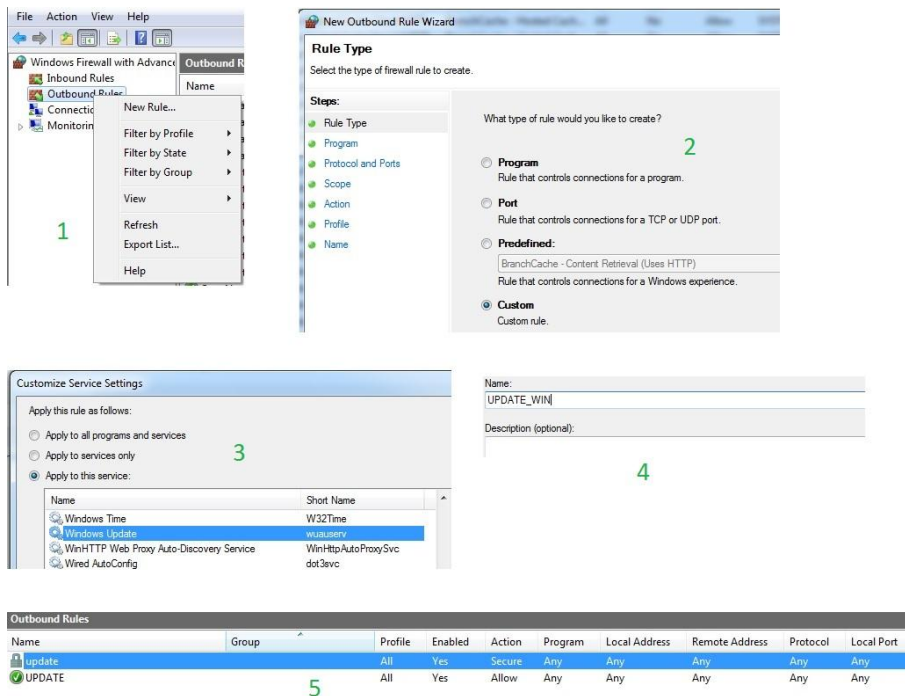 File Action View Help
Windows Firewall with Advance
Inbound Rules
Outbound Rules
Connectio
Monitorin
Outbound R
Name
New Rule...
Filter by Profile
Filter by State
Filter by Group
View
Refresh
Export List...
Help
1
New Outbound Rule Wizard
Rule Type
Select the type of firewall rule to create.
Steps:
Rule Type
Program
Protocol and Ports
Scope
Action
Profile
Name
What type of rule would you like to create?
2
Program
Rule that controls connections for a program.
Port
Rule that controls connections for a TCP or UDP port.
Predefined:
BranchCache - Content Retrieval (Uses HTTP)
Rule that controls connections for a Windows experience.
Custom
Custom rule.
Customize Service Settings
Apply this rule as follows:
Apply to all programs and services
Apply to services only
Apply to this service:
3
Name Short Name
Windows Time W32Time
Windows Update wuauserv
WinHTTP Web Proxy Auto-Discovery Service WinHttpAutoProxySvc
Wired AutoConfig dot3svc
Name:
UPDATE_WIN
Description (optional):
4
Outbound Rules
Name Group Profile Enabled Action Program Local Address Remote Address Protocol Local Port
update All Yes Secure Any Any Any Any Any
UPDATE All Yes Allow Any Any Any Any Any
5